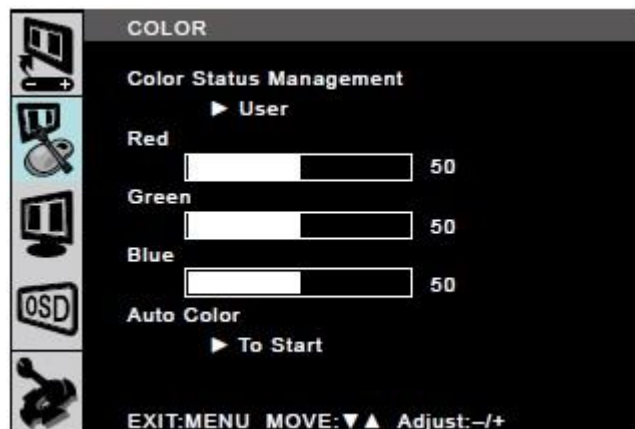 COLOR
Color Status Management
▶ User
Red
50
Green
50
Blue
50
OSD
Auto Color
▶ To Start
EXIT:MENU MOVE:▼▲ Adjust:–/+